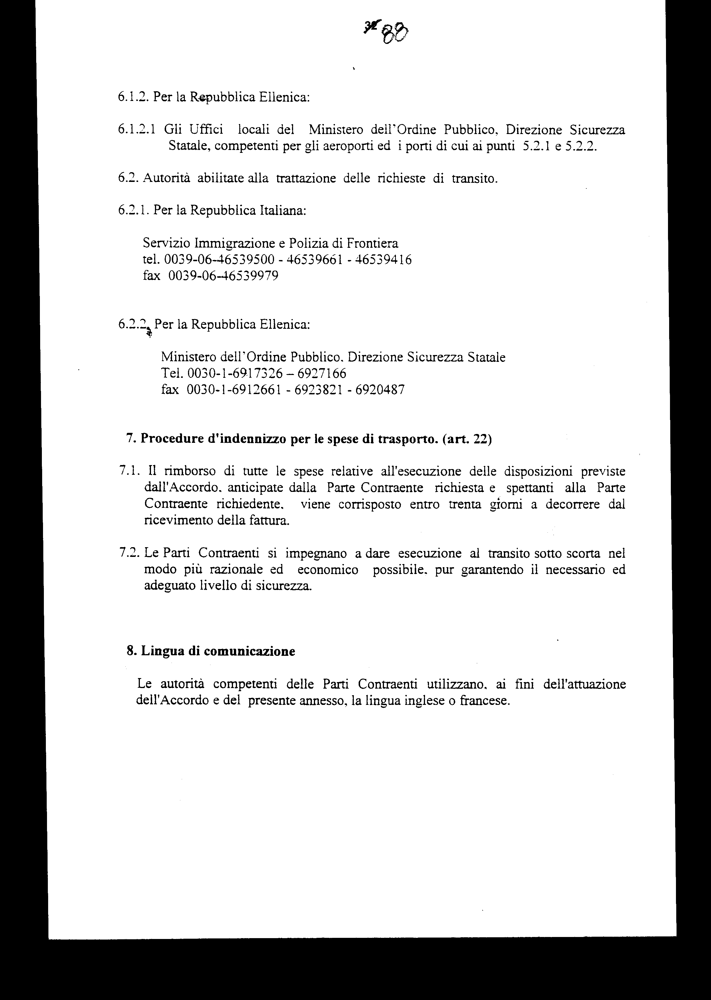 32 88
6.1.2. Per la Repubblica Ellenica:
6.1.2.1 Gli Uffici locali del Ministero dell'Ordine Pubblico, Direzione Sicurezza
Statale, competenti per gli aeroporti ed i porti di cui ai punti 5.2.1 e 5.2.2.
6.2. Autorità abilitate alla trattazione delle richieste di transito.
6.2.1. Per la Repubblica Italiana:
Servizio Immigrazione e Polizia di Frontiera
tel. 0039-06-46539500 - 46539661 - 46539416
fax 0039-06-46539979
6.2.2. Per la Repubblica Ellenica:
Ministero dell'Ordine Pubblico. Direzione Sicurezza Statale
Tel. 0030-1-6917326 – 6927166
fax 0030-1-6912661 - 6923821 - 6920487
7. Procedure d'indennizzo per le spese di trasporto. (art. 22)
7.1. Il rimborso di tutte le spese relative all'esecuzione delle disposizioni previste
dall'Accordo, anticipate dalla Parte Contraente richiesta e spettanti alla Parte
Contraente richiedente, viene corrisposto entro trenta giorni a decorrere dal
ricevimento della fattura.
7.2. Le Parti Contraenti si impegnano a dare esecuzione al transito sotto scorta nel
modo più razionale ed economico possibile, pur garantendo il necessario ed
adeguato livello di sicurezza.
8. Lingua di comunicazione
Le autorità competenti delle Parti Contraenti utilizzano, ai fini dell'attuazione
dell'Accordo e del presente annesso, la lingua inglese o francese.